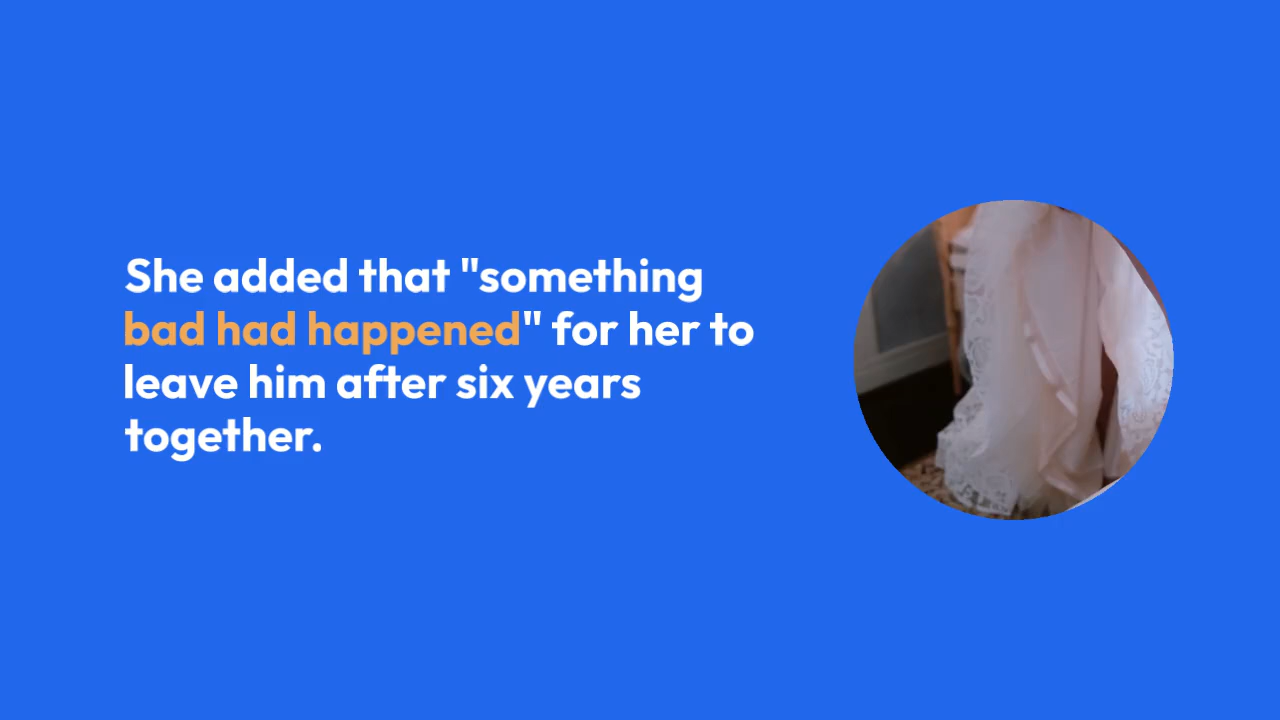 She added that "something
bad had happened" for her to
leave him after six years
together.